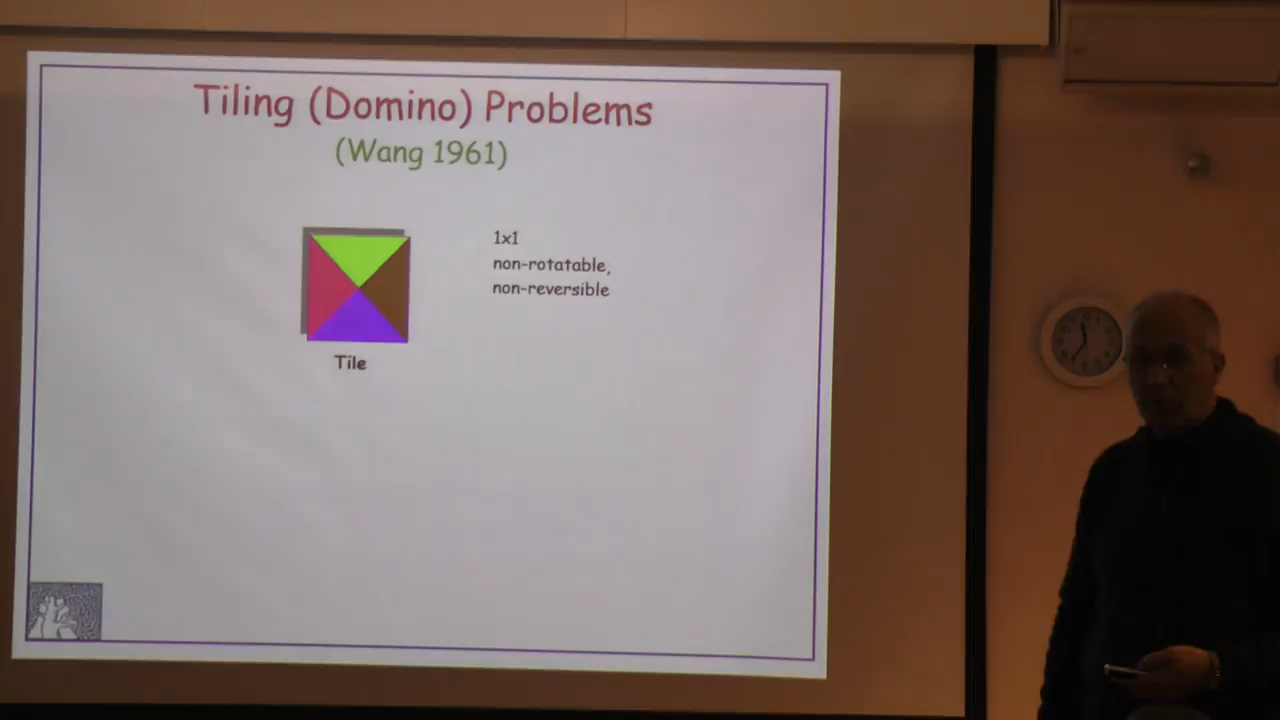 Tiling (Domino) Problems
(Wang 1961)
1x1
non-rotatable,
non-reversible
Tile